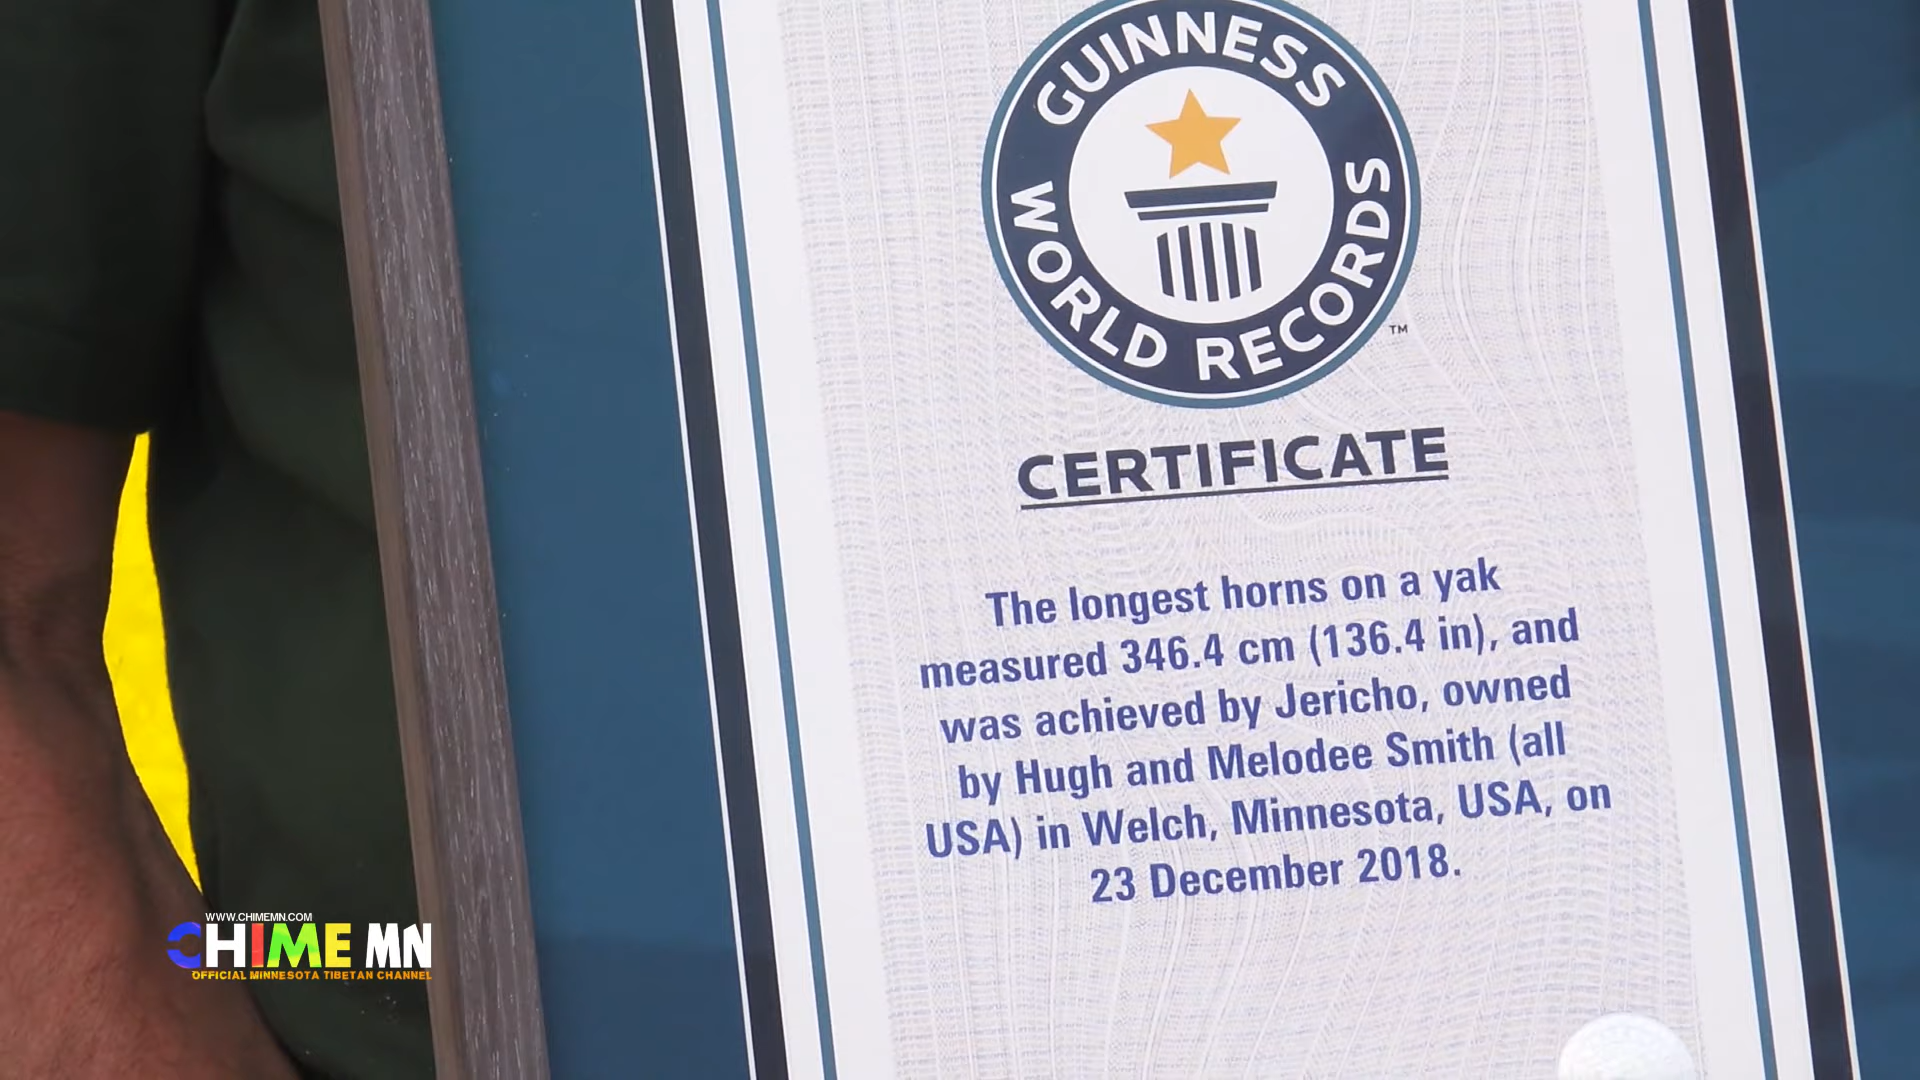 GUINNESS
WORLD RECORDS
TM
CERTIFICATE
The longest horns on a yak
measured 346.4 cm (136.4 in), and
was achieved by Jericho, owned
by Hugh and Melodee Smith (all
USA) in Welch, Minnesota, USA, on
23 December 2018.
WWW.CHIMEMN.COM
CHIME MN
OFFICIAL MINNESOTA TIBETAN CHANNEL